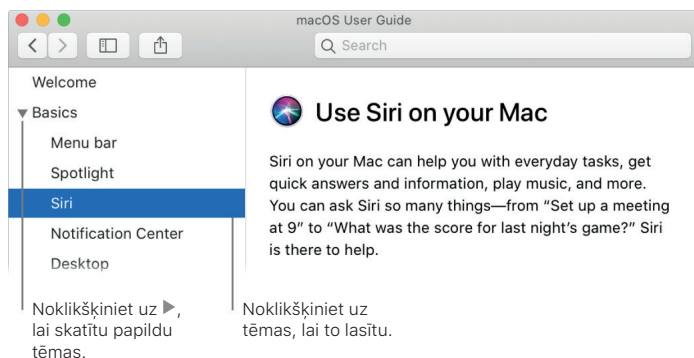 macOS User Guide
Search
Welcome
Basics
Menu bar
Spotlight
Siri
Notification Center
Desktop
Use Siri on your Mac
Siri on your Mac can help you with everyday tasks, get
quick answers and information, play music, and more.
You can ask Siri so many things—from “Set up a meeting
at 9” to “What was the score for last night’s game?” Siri
is there to help.
Noklikšķiniet uz ▶,
lai skatītu papildu
tēmas.
Noklikšķiniet uz
tēmas, lai to lasītu.